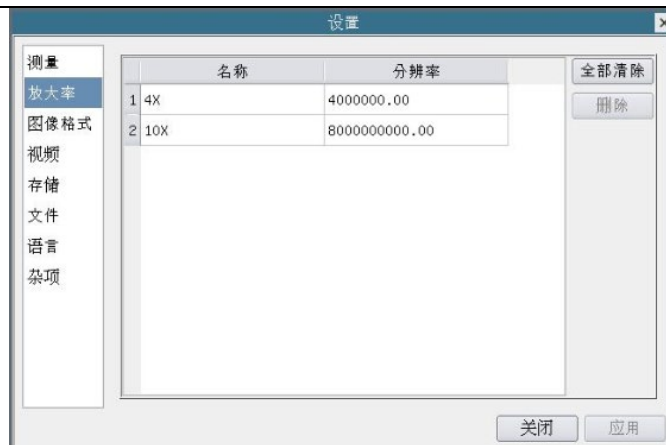 设置
测量
放大率
图像格式
视频
存储
文件
语言
杂项
名称 分辨率
1 4X 4000000.00
2 10X 8000000000.00
全部清除
删除
关闭 应用